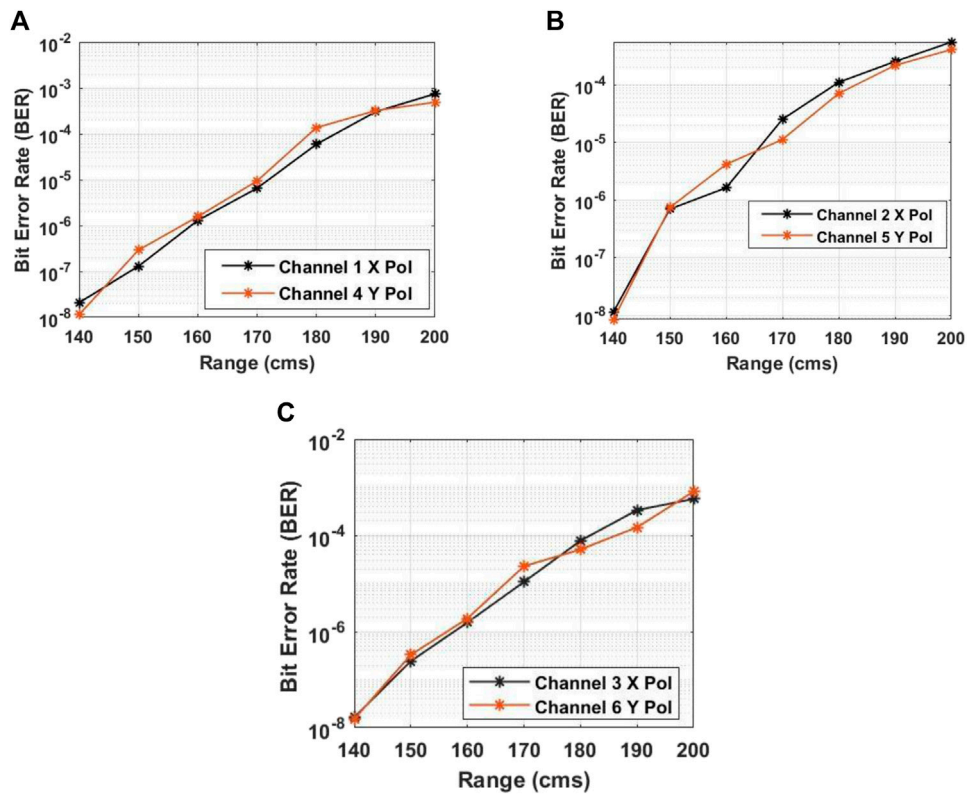 A
Bit Error Rate (BER)
10-2
10-3
10-4
10-5
10-6
10-7
10-8
Channel 1 X Pol
Channel 4 Y Pol
140 150 160 170 180 190 200
Range (cms)
B
Bit Error Rate (BER)
10-4
10-5
10-6
10-7
10-8
Channel 2 X Pol
Channel 5 Y Pol
140 150 160 170 180 190 200
Range (cms)
C
Bit Error Rate (BER)
10-2
10-4
10-6
10-8
Channel 3 X Pol
Channel 6 Y Pol
140 150 160 170 180 190 200
Range (cms)